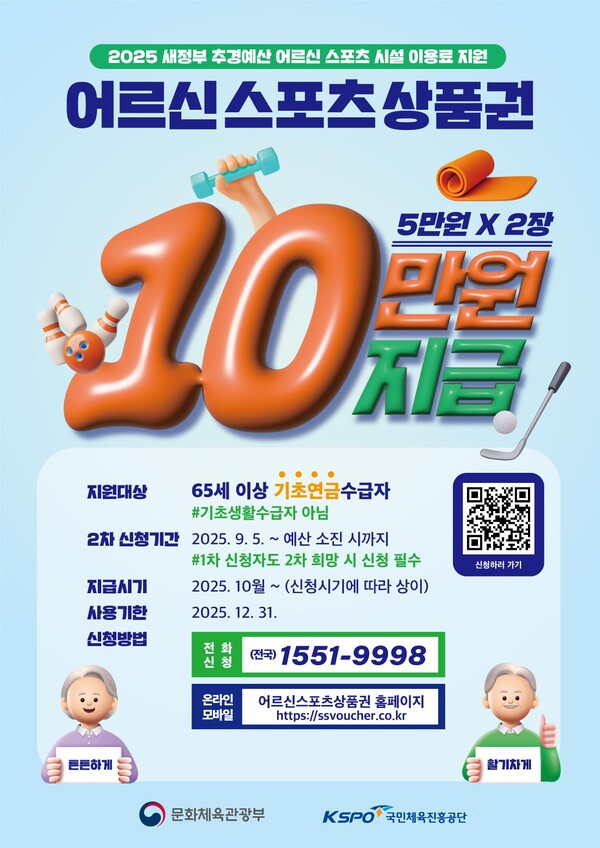 2025 새정부 추경예산 어르신 스포츠 시설 이용료 지원
어르신 스포츠 상품권
5만원 X 2장
10만원
지급
지원대상 65세 이상 기초연금수급자
#기초생활수급자 아님
2차 신청기간 2025. 9. 5. ~ 예산 소진 시까지
#1차 신청자도 2차 희망 시 신청 필수
지급시기 2025. 10월 ~ (신청시기에 따라 상이)
사용기한 2025. 12. 31.
신청방법
전화
신청
(전국) 1551-9998
온라인
모바일
어르신스포츠상품권 홈페이지
https://ssvoucher.co.kr
신청하러 가기
튼튼하게
활기차게
문화체육관광부
KSPO 국민체육진흥공단